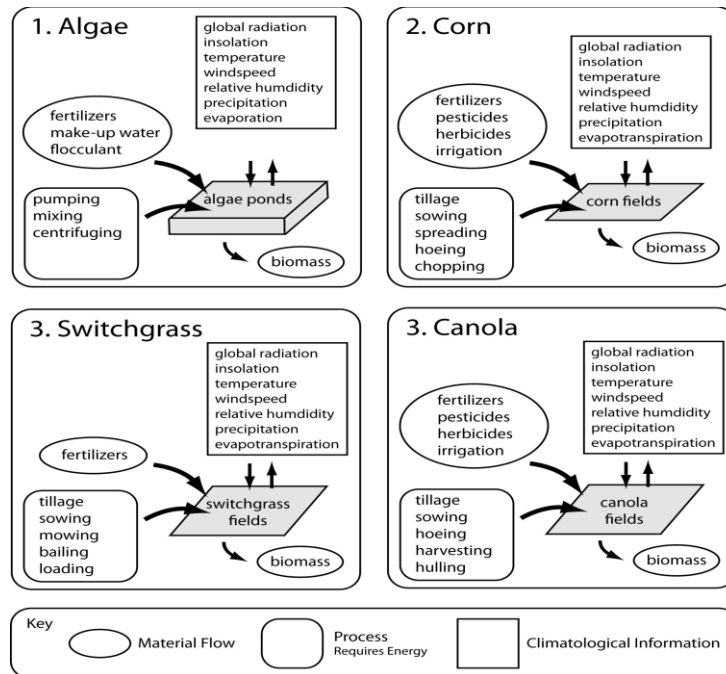 1. Algae
global radiation
insolation
temperature
windspeed
relative humdidity
precipitation
evaporation
fertilizers
make-up water
flocculant
pumping
mixing
centrifuging
algae ponds
biomass
2. Corn
global radiation
insolation
temperature
windspeed
relative humdidity
precipitation
evapotranspiration
fertilizers
pesticides
herbicides
irrigation
tillage
sowing
spreading
hoeing
chopping
corn fields
biomass
3. Switchgrass
global radiation
insolation
temperature
windspeed
relative humdidity
precipitation
evapotranspiration
fertilizers
tillage
sowing
mowing
bailing
loading
switchgrass
fields
biomass
3. Canola
global radiation
insolation
temperature
windspeed
relative humdidity
precipitation
evapotranspiration
fertilizers
pesticides
herbicides
irrigation
tillage
sowing
hoeing
harvesting
hulling
canola
fields
biomass
Key
Material Flow
Process
Requires Energy
Climatological Information